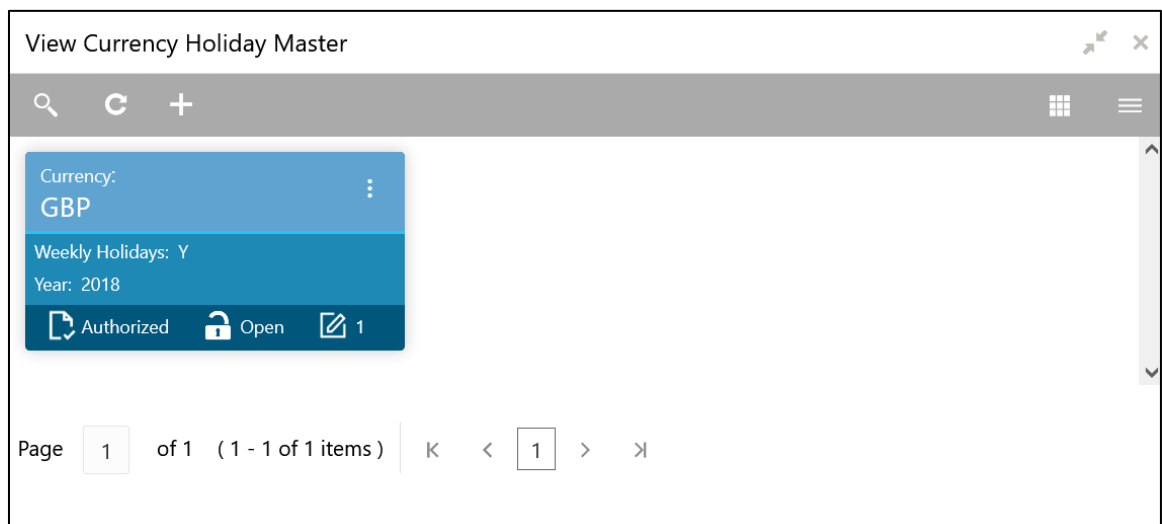 View Currency Holiday Master
Currency:
GBP
Weekly Holidays: Y
Year: 2018
Authorized Open 1
Page 1 of 1 ( 1 - 1 of 1 items ) 1